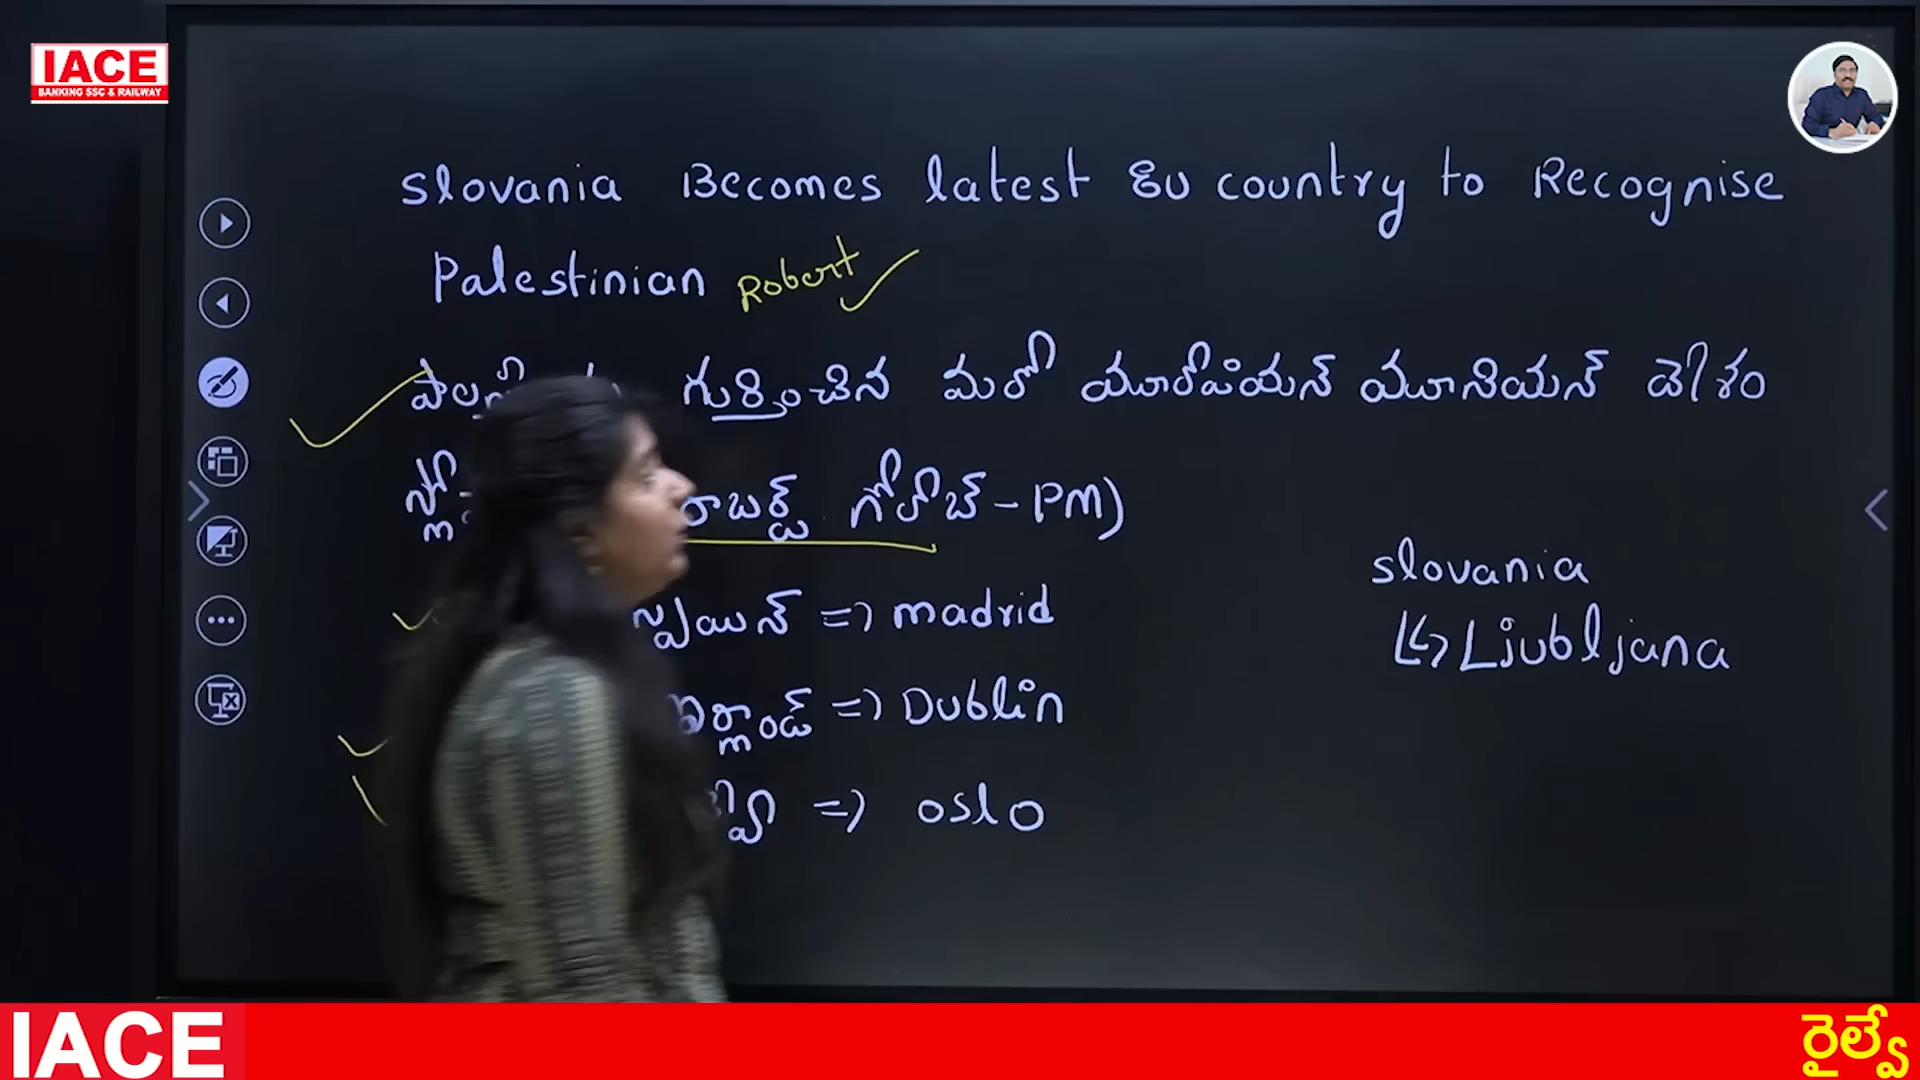 IACE
BANKING SSC & RAILWAY
Slovania Becomes latest EU country to Recognise
Palestinian Robert
గుర్తించిన మరో యూరోపియన్ యూనియన్ దేశం
రాబర్ట్ గోలోబ్ - PM)
స్పెయిన్ => madrid
slovania
Ljubljana
=> Dublin
=> oslo
IACE
రైల్వే